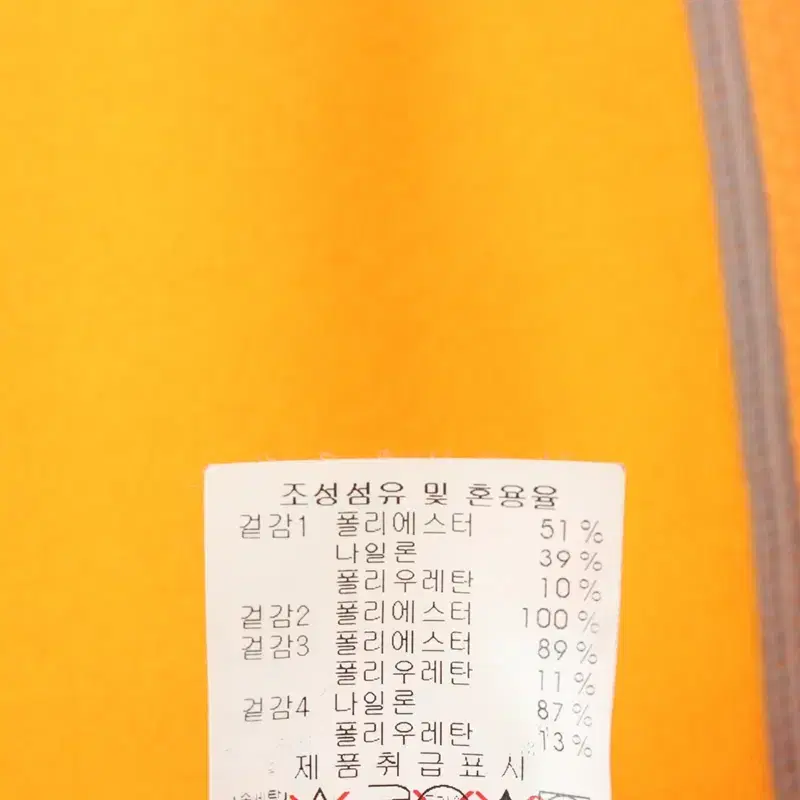 조성섬유 및 혼용율
겉감1 폴리에스터 51%
나일론 39%
폴리우레탄 10%
겉감2 폴리에스터 100%
겉감3 폴리에스터 89%
폴리우레탄 11%
겉감4 나일론 87%
폴리우레탄 13%
제품취급표시